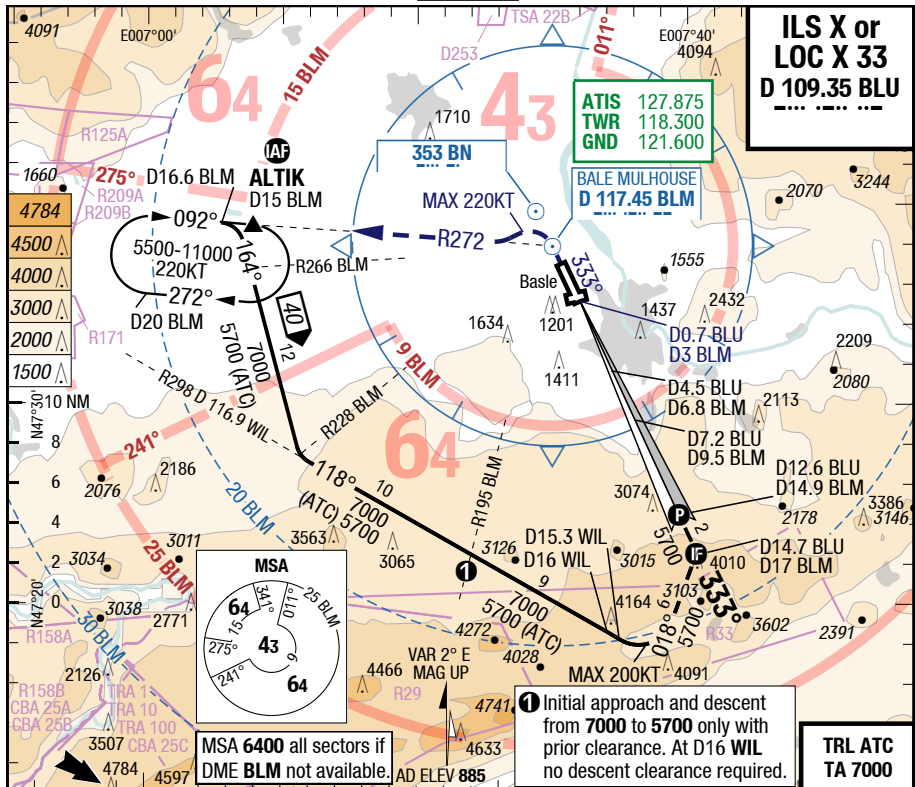 4091
E007°00'
TSA 22B
D253
011°
E007°40'
4094
ILS X or
LOC X 33
D 109.35 BLU
64
15 BLM
43
ATIS 127.875
TWR 118.300
GND 121.600
R125A
1710
353 BN
IAF
ALTIK
D15 BLM
1660
275°
D16.6 BLM
R209A
R209B
MAX 220KT
BALE MULHOUSE
D 117.45 BLM
2070
3244
4784
4500
4000
3000
2000
1500
092°
5500-11000
220KT
272°
D20 BLM
164°
R272
R266 BLM
40
333°
Basle
1555
1201
1437
2432
R171
7000
5700 (ATC)
12
1634
1411
D0.7 BLU
D3 BLM
2209
2080
9 BLM
R298 D 116.9 WIL
R228 BLM
D4.5 BLU
D6.8 BLM
2113
N47°30'
10 NM
8
6
4
2
0
N47°20'
241°
64
D7.2 BLU
D9.5 BLM
2186
2076
118°
10
7000
(ATC) 5700
20 BLM
R195 BLM
3074
P
D12.6 BLU
D14.9 BLM
2178
3386
3146
3563
3065
3126
D15.3 WIL
D16 WIL
3015
5700
2
IF
4010
D14.7 BLU
D17 BLM
3034
3011
25 BLM
1
9
7000
5700 (ATC)
4164
3103
333°
R33
3602
2391
3038
2771
R158A
30 BLM
MSA
64
341°
011°
25 BLM
15
275°
43
241°
9
64
4272
4028
018°
6
5700
MAX 200KT
4091
2126
R158B
CBA 25A
CBA 25B
TRA 1
TRA 10
TRA 100
CBA 25C
3507
4784
4597
4466
R29
VAR 2° E
MAG UP
4741
4633
MSA 6400 all sectors if
DME BLM not available.
AD ELEV 885
1 Initial approach and descent
from 7000 to 5700 only with
prior clearance. At D16 WIL
no descent clearance required.
TRL ATC
TA 7000